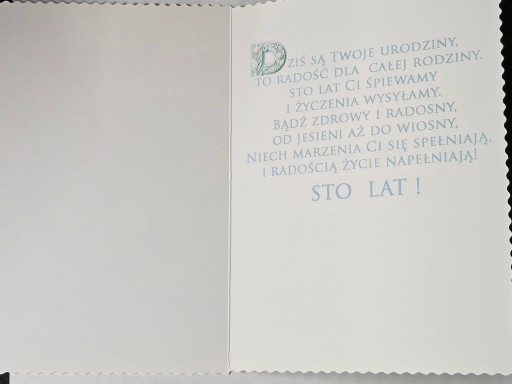 Dziś są Twoje urodziny,
to radość dla całej rodziny.
Sto lat Ci śpiewamy
i życzenia wysyłamy.
Bądź zdrowy i radosny,
od jesieni aż do wiosny,
Niech marzenia Ci się spełniają,
i radością życie napełniają!
STO LAT !